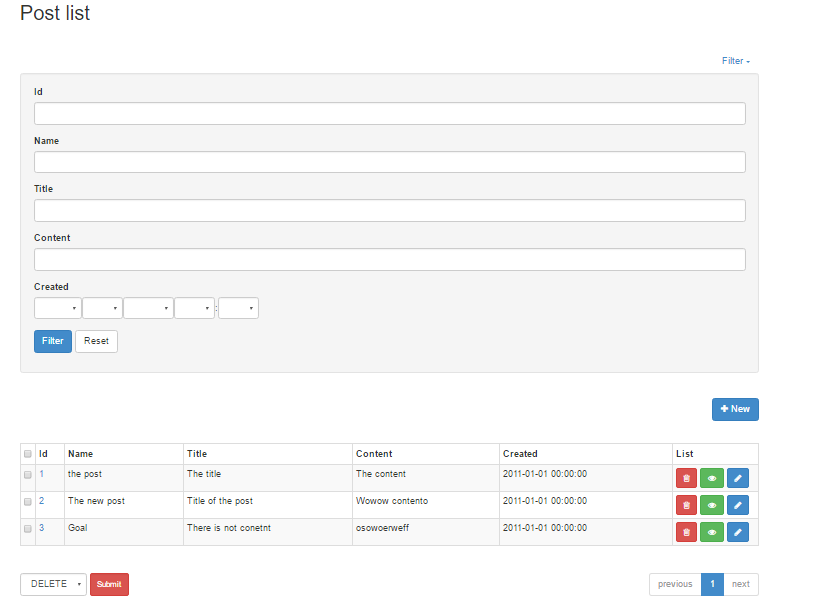 Post list
Filter
Id
Name
Title
Content
Created
:
Filter Reset
New
Id Name Title Content Created List
1 the post The title The content 2011-01-01 00:00:00
2 The new post Title of the post Wowow contento 2011-01-01 00:00:00
3 Goal There is not conetnt osowoerweff 2011-01-01 00:00:00
DELETE Submit previous 1 next